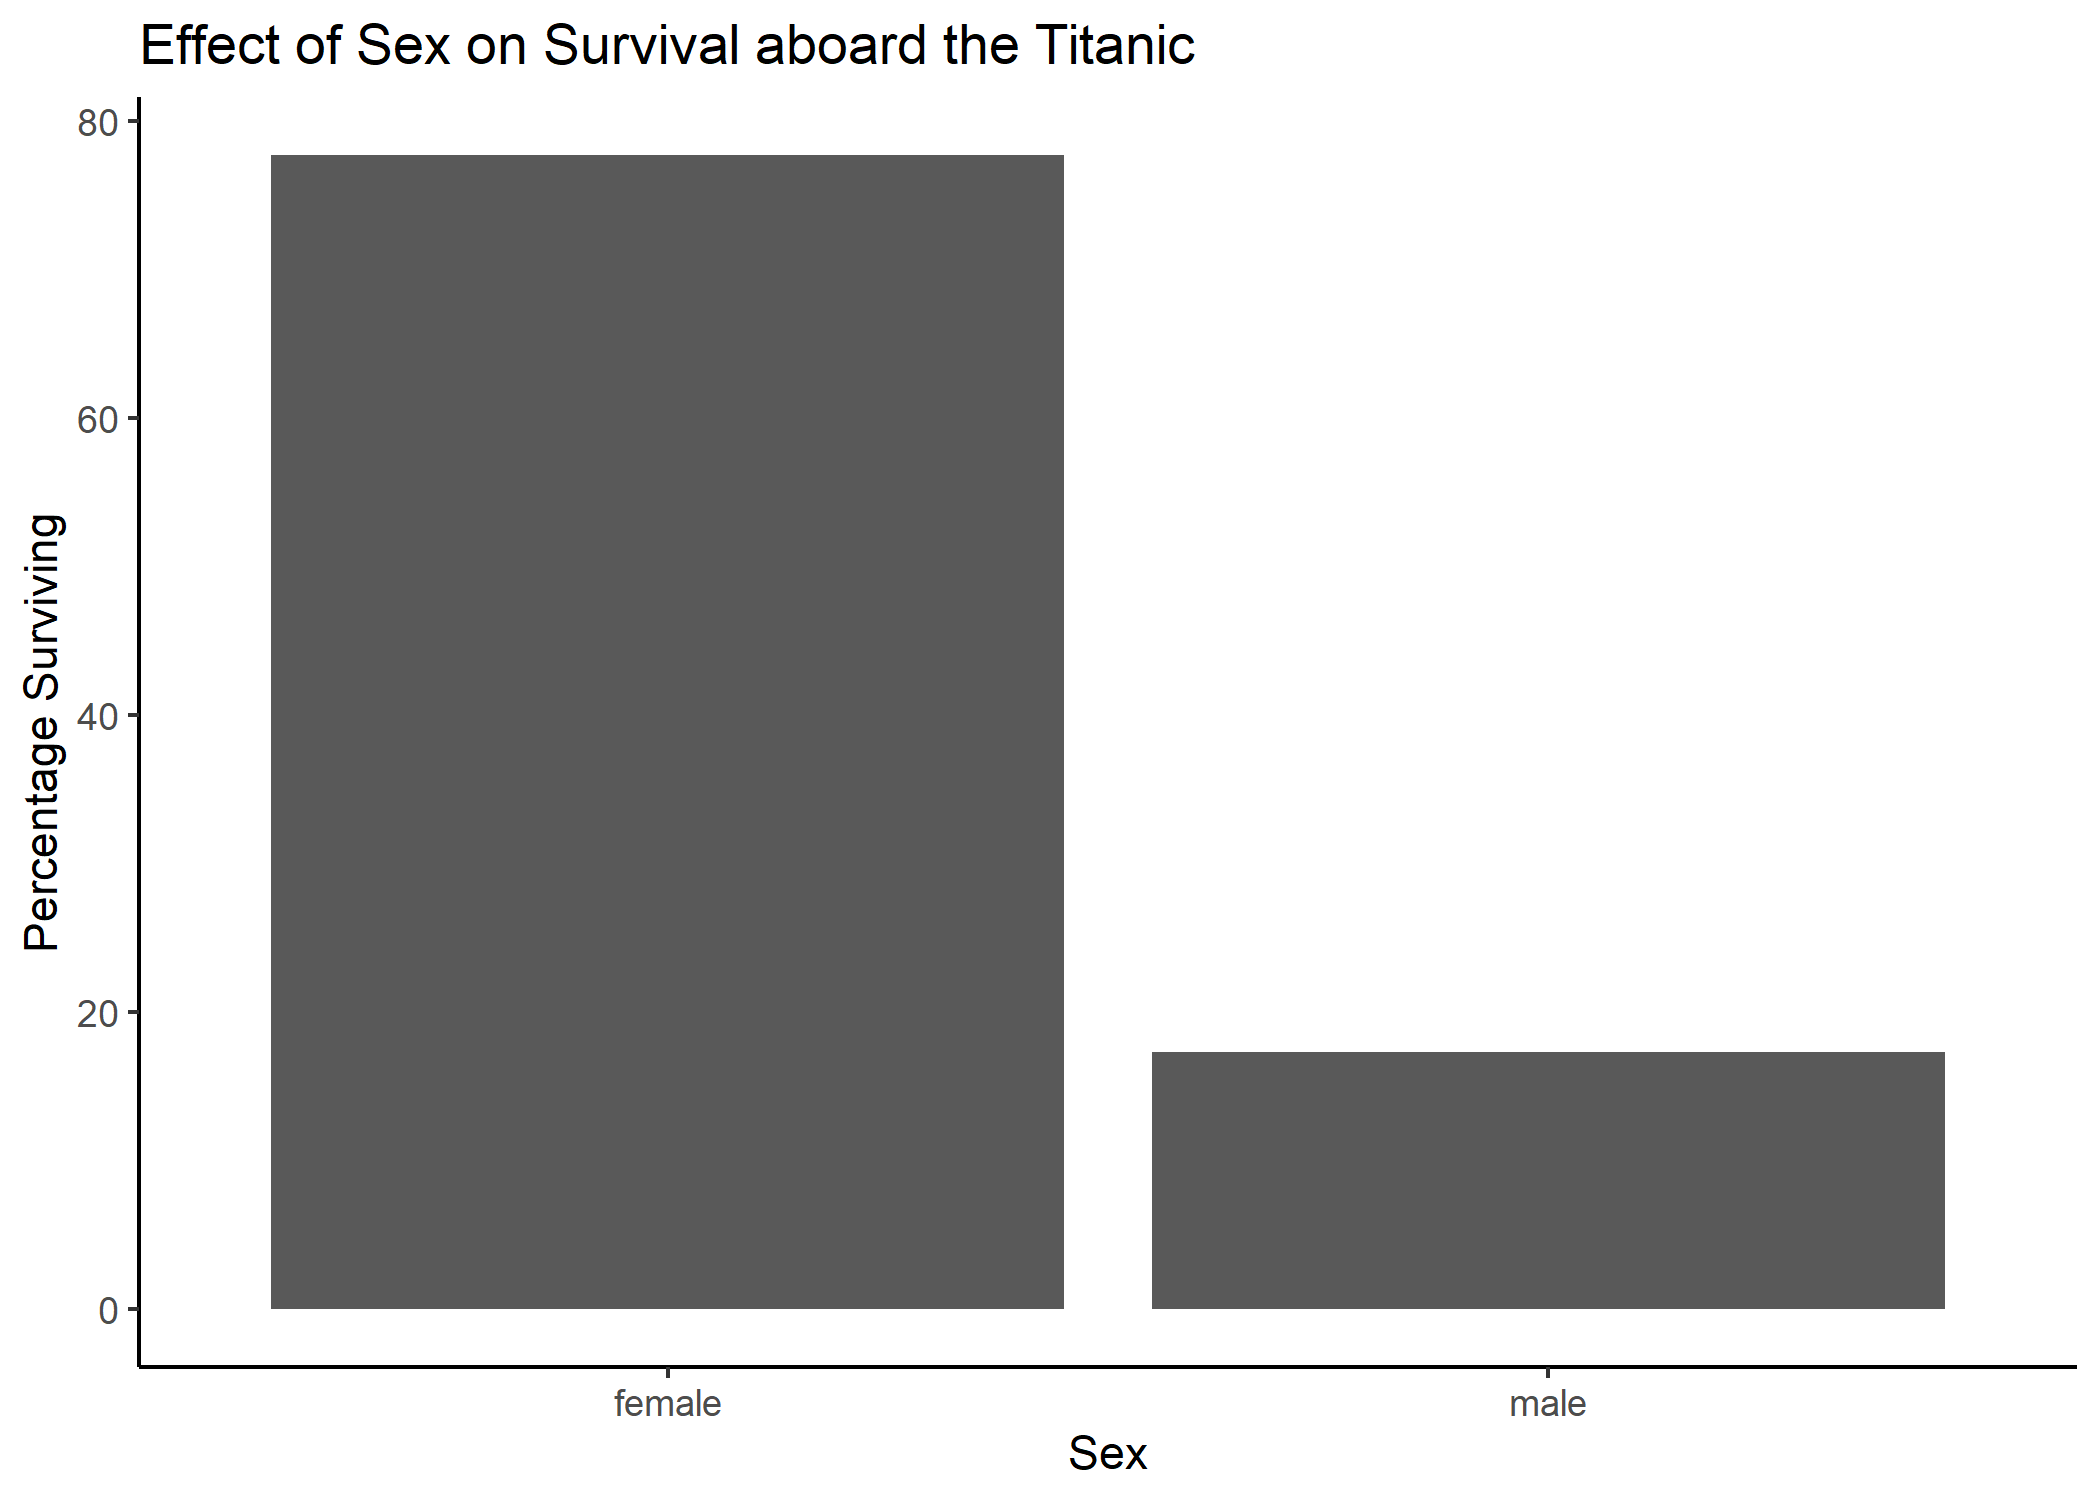 Effect of Sex on Survival aboard the Titanic
Percentage Surviving
80
60
40
20
0
female
male
Sex